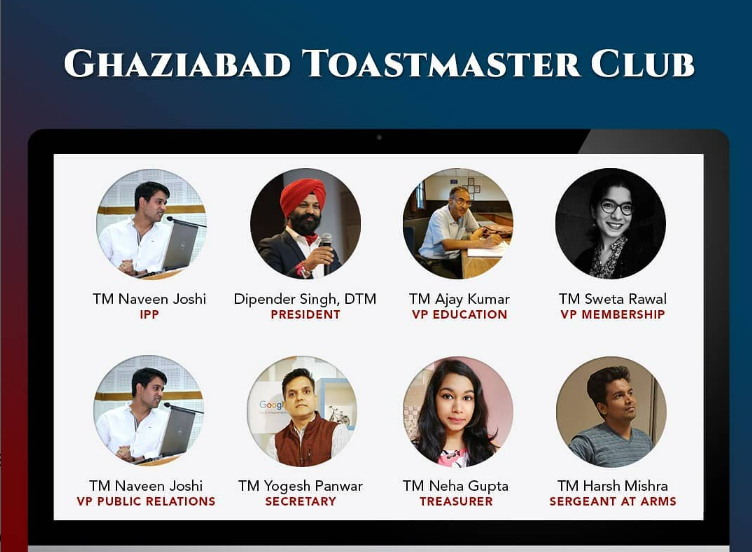 GHAZIABAD TOASTMASTER CLUB
TM Naveen Joshi
IPP
Dipender Singh, DTM
PRESIDENT
TM Ajay Kumar
VP EDUCATION
TM Sweta Rawal
VP MEMBERSHIP
Googl
TM Naveen Joshi
VP PUBLIC RELATIONS
TM Yogesh Panwar
SECRETARY
TM Neha Gupta
TREASURER
TM Harsh Mishra
SERGEANT AT ARMS